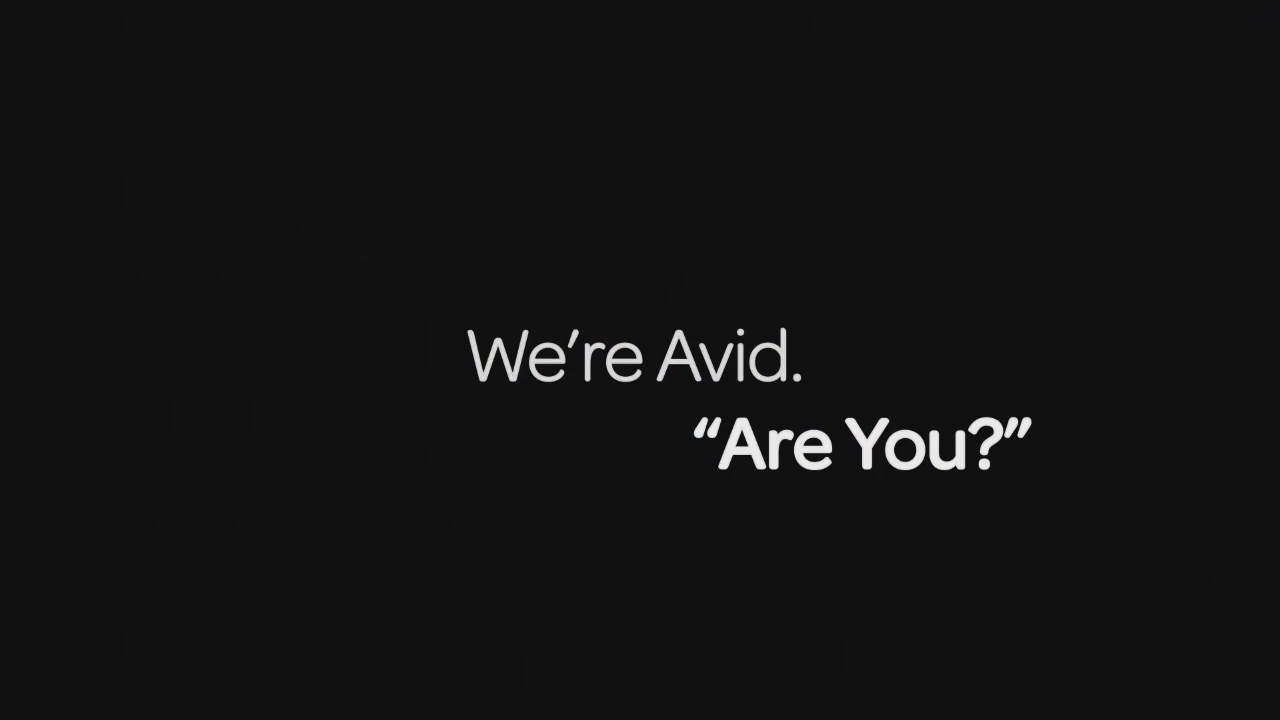 We’re Avid.
“Are You?”